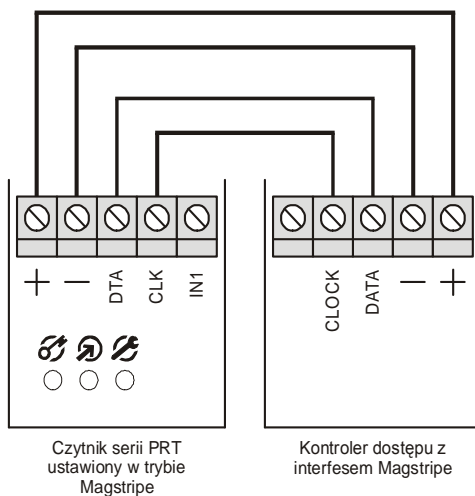 + — DTA CLK IN1
CLOCK DATA — +
Czytnik serii PRT
ustawiony w trybie
Magstripe
Kontroler dostępu z
interfesem Magstripe